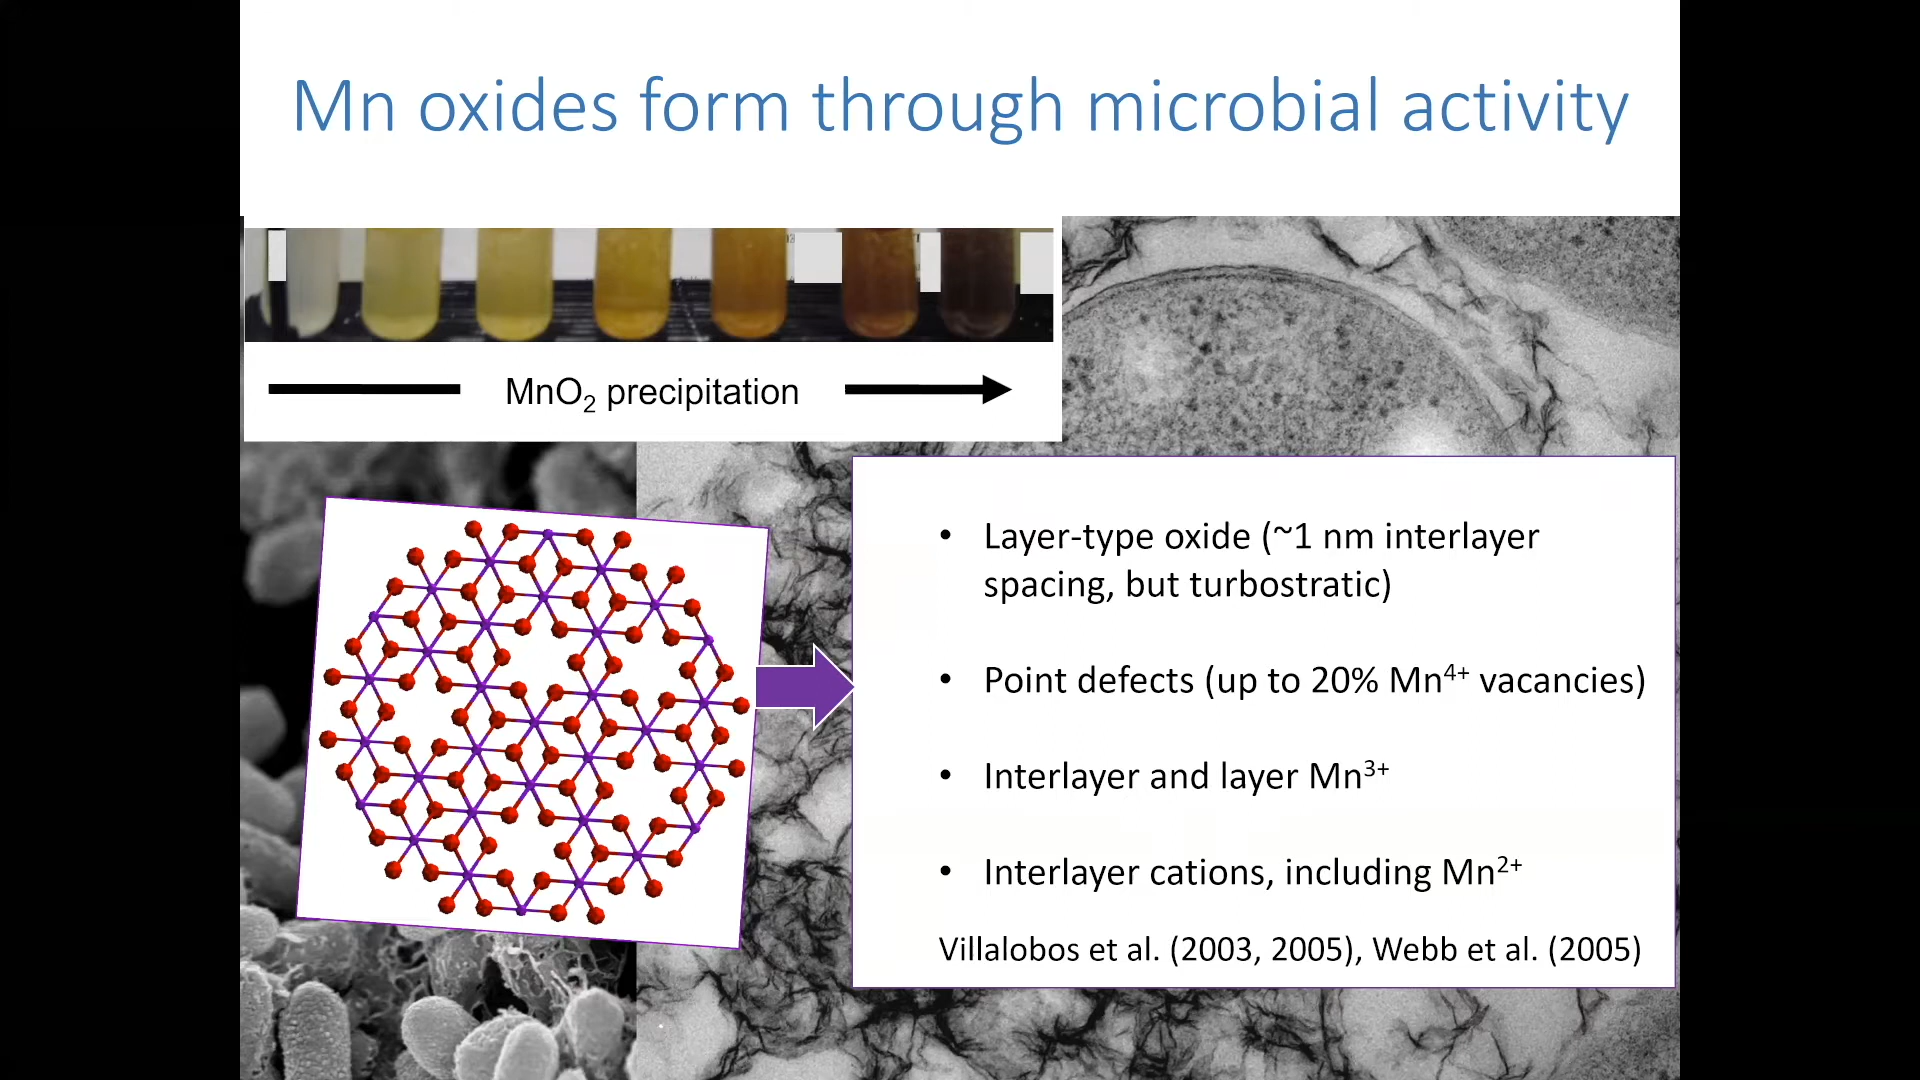 Mn oxides form through microbial activity
MnO₂ precipitation
• Layer-type oxide (~1 nm interlayer
spacing, but turbostratic)
• Point defects (up to 20% Mn⁴⁺ vacancies)
• Interlayer and layer Mn³⁺
• Interlayer cations, including Mn²⁺
Villalobos et al. (2003, 2005), Webb et al. (2005)